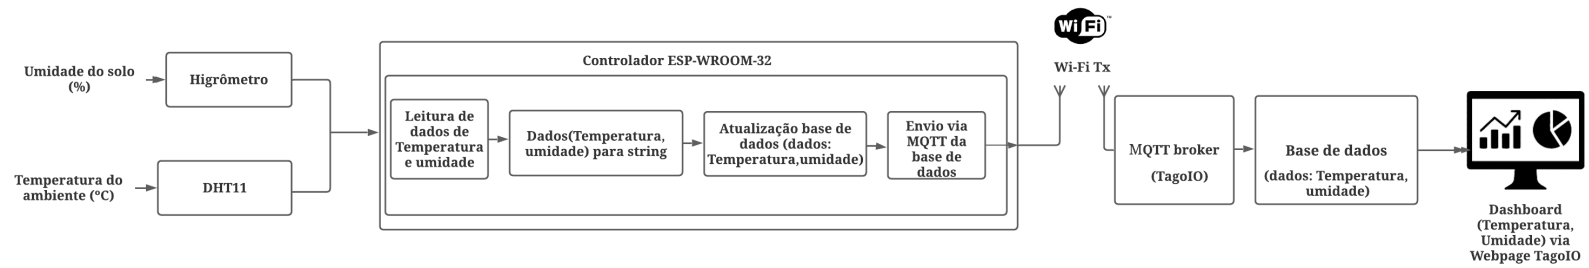 Umidade do solo
(%)
Higrômetro
Temperatura do
ambiente (ºC)
DHT11
Controlador ESP-WROOM-32
Leitura de
dados de
Temperatura
e umidade
Dados(Temperatura,
umidade) para string
Atualização base de
dados (dados:
Temperatura,umidade)
Envio via
MQTT da
base de
dados
Wi Fi™
Wi-Fi Tx
MQTT broker
(TagoIO)
Base de dados
(dados: Temperatura,
umidade)
Dashboard
(Temperatura,
Umidade) via
Webpage TagoIO